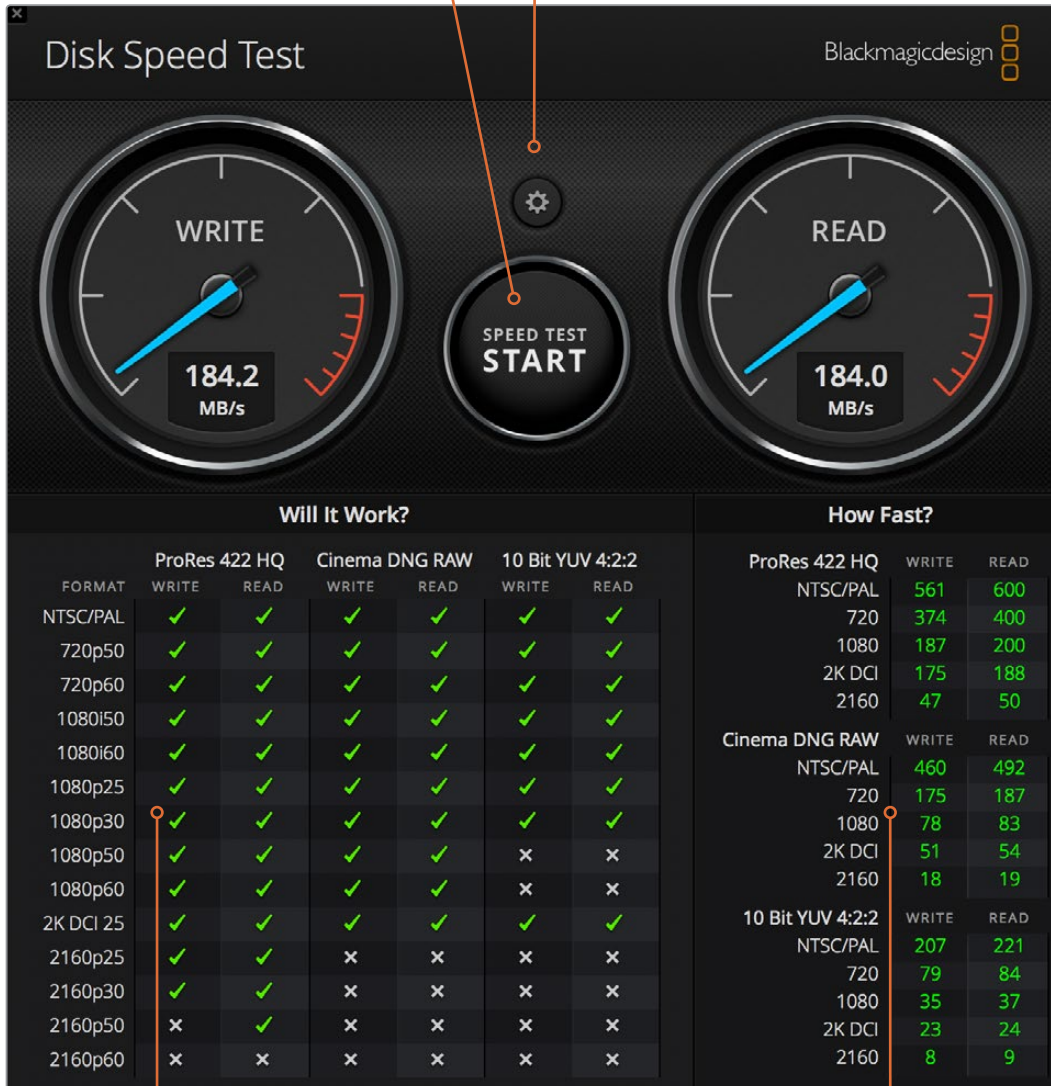 Disk Speed Test
Blackmagicdesign
WRITE
184.2
MB/s
SPEED TEST
START
READ
184.0
MB/s
Will It Work?
ProRes 422 HQ Cinema DNG RAW 10 Bit YUV 4:2:2
FORMAT WRITE READ WRITE READ WRITE READ
NTSC/PAL ✓ ✓ ✓ ✓ ✓ ✓
720p50 ✓ ✓ ✓ ✓ ✓ ✓
720p60 ✓ ✓ ✓ ✓ ✓ ✓
1080i50 ✓ ✓ ✓ ✓ ✓ ✓
1080i60 ✓ ✓ ✓ ✓ ✓ ✓
1080p25 ✓ ✓ ✓ ✓ ✓ ✓
1080p30 ✓ ✓ ✓ ✓ ✓ ✓
1080p50 ✓ ✓ ✓ ✓ × ×
1080p60 ✓ ✓ ✓ ✓ × ×
2K DCI 25 ✓ ✓ ✓ ✓ ✓ ✓
2160p25 ✓ ✓ × × × ×
2160p30 ✓ ✓ × × × ×
2160p50 × ✓ × × × ×
2160p60 × × × × × ×
How Fast?
ProRes 422 HQ WRITE READ
NTSC/PAL 561 600
720 374 400
1080 187 200
2K DCI 175 188
2160 47 50
Cinema DNG RAW WRITE READ
NTSC/PAL 460 492
720 175 187
1080 78 83
2K DCI 51 54
2160 18 19
10 Bit YUV 4:2:2 WRITE READ
NTSC/PAL 207 221
720 79 84
1080 35 37
2K DCI 23 24
2160 8 9